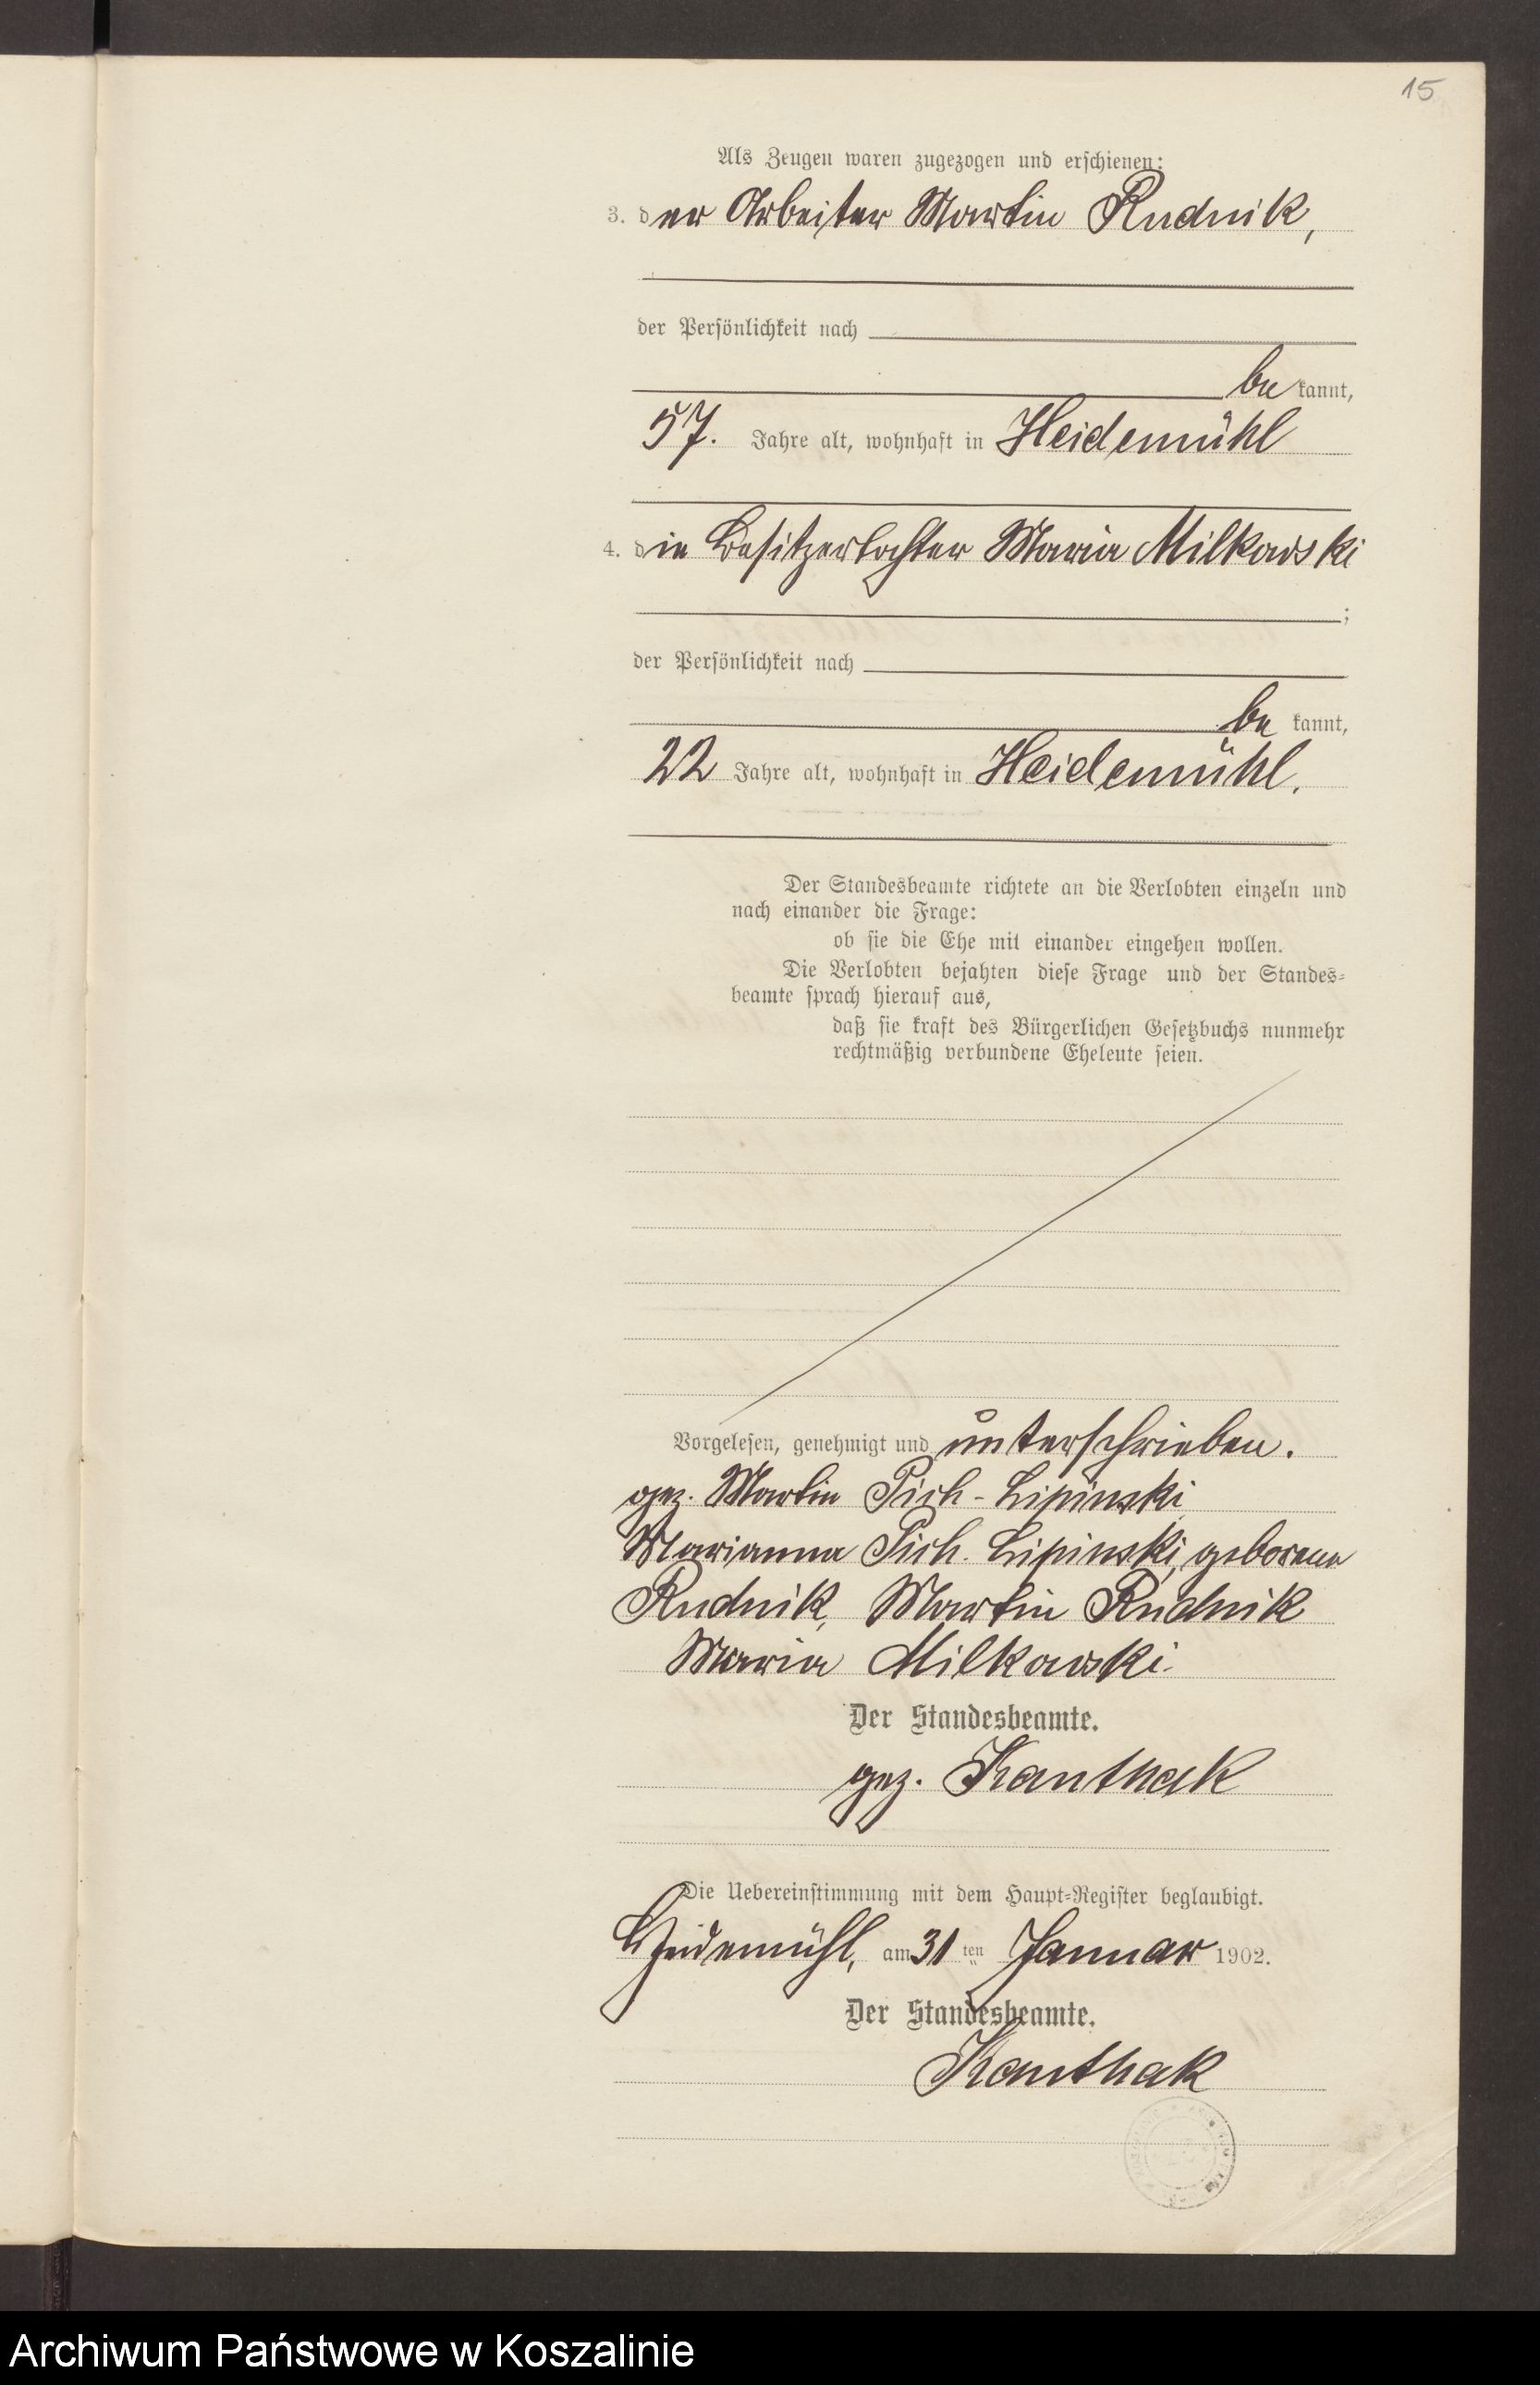 15
Als Zeugen waren zugezogen und erschienen:
3. der Arbeiter Martin Rudnik,
der Persönlichkeit nach
be kannt,
57. Jahre alt, wohnhaft in Heidemühl
4. die Besitzertochter Maria Milkowski
;
der Persönlichkeit nach
be kannt,
22 Jahre alt, wohnhaft in Heidemühl.
Der Standesbeamte richtete an die Verlobten einzeln und
nach einander die Frage:
ob sie die Ehe mit einander eingehen wollen.
Die Verlobten bejahten diese Frage und der Standes-
beamte sprach hierauf aus,
daß sie kraft des Bürgerlichen Gesetzbuchs nunmehr
rechtmäßig verbundene Eheleute seien.
Vorgelesen, genehmigt und unterschrieben.
gez. Martin Pich-Lipinski
Marianna Pich-Lipinski, geborene
Rudnik, Martin Rudnik
Maria Milkowski.
Der Standesbeamte.
gez. Kanthak
Die Uebereinstimmung mit dem Haupt-Register beglaubigt.
Heidemühl, am 31 ten Januar 1902.
Der Standesbeamte.
Kanthak
Archiwum Państwowe w Koszalinie